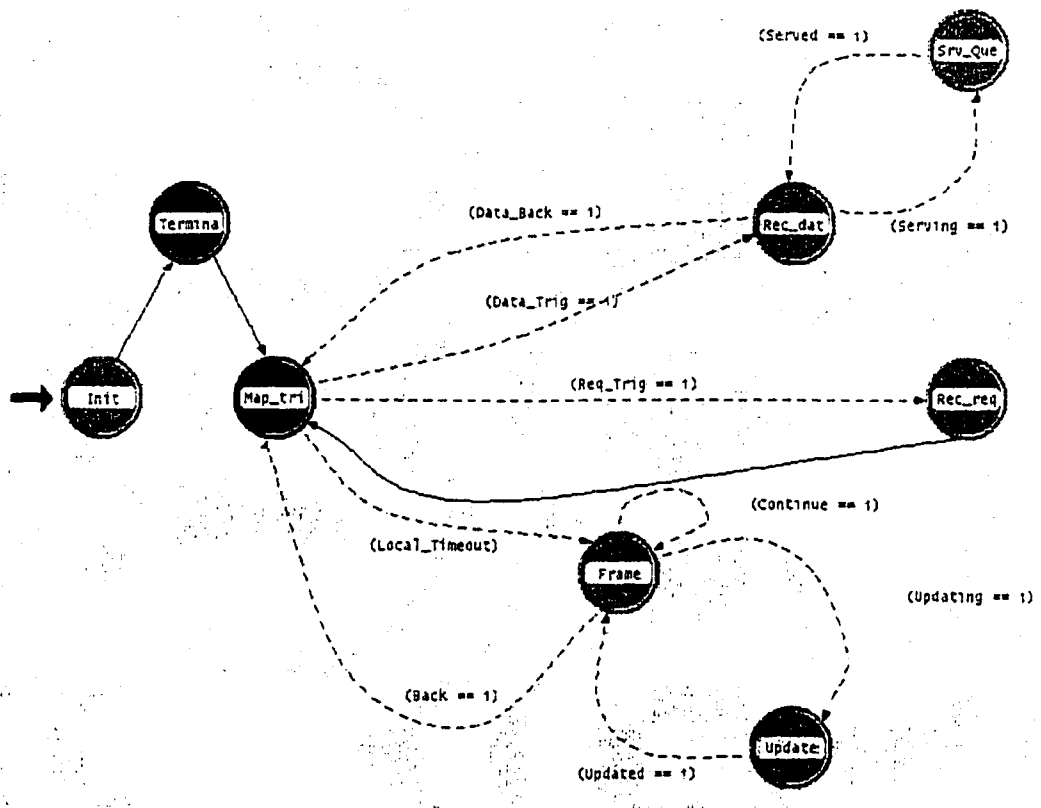 (Served == 1)
Srv_Que
(Data_Back == 1)
Termina
Rec_dat
(Serving == 1)
(Data_Trig == 1)
(Req_Trig == 1)
Init
Map_tri
Rec_req
(Continue == 1)
(Local_Timeout)
Frame
(Updating == 1)
(Back == 1)
Update
(Updated == 1)